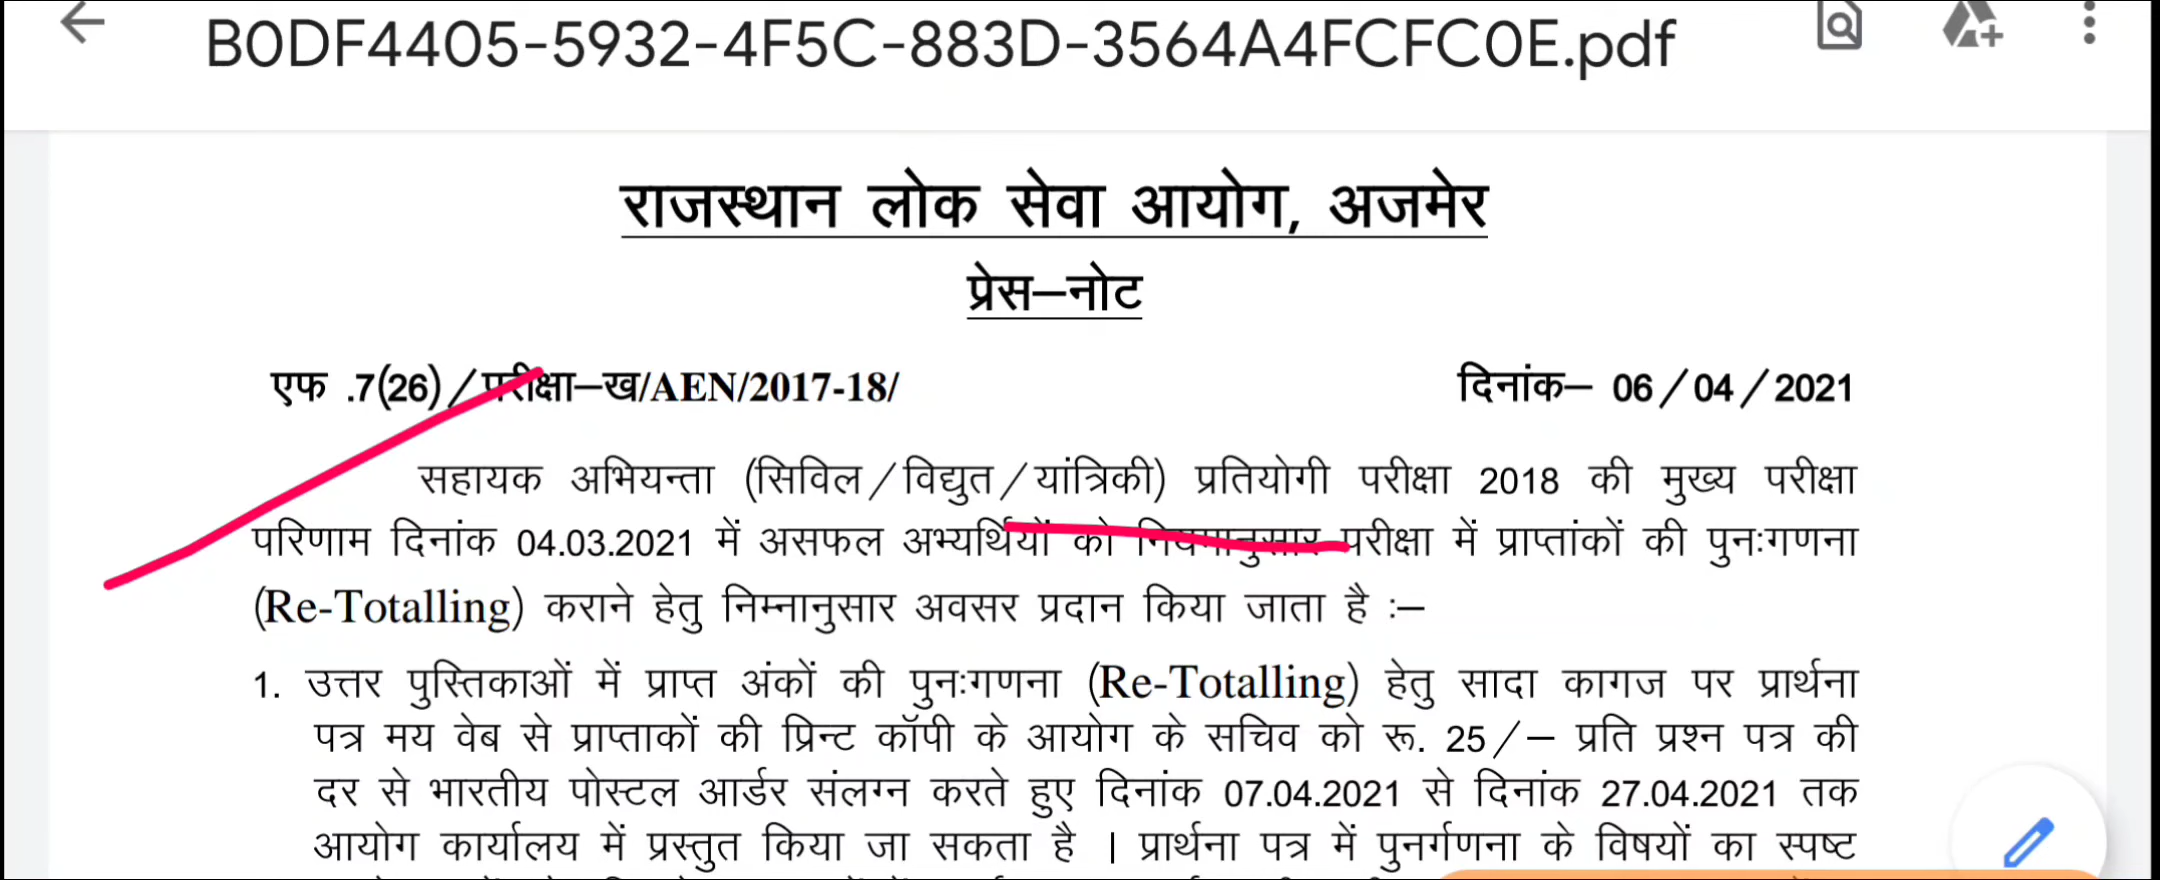 B0DF4405-5932-4F5C-883D-3564A4FCFC0E.pdf
राजस्थान लोक सेवा आयोग, अजमेर
प्रेस–नोट
एफ .7(26)/परीक्षा–ख/AEN/2017-18/ दिनांक– 06/04/2021
सहायक अभियन्ता (सिविल/विद्युत/यांत्रिकी) प्रतियोगी परीक्षा 2018 की मुख्य परीक्षा
परिणाम दिनांक 04.03.2021 में असफल अभ्यर्थियों को नियमानुसार परीक्षा में प्राप्तांकों की पुनःगणना
(Re-Totalling) कराने हेतु निम्नानुसार अवसर प्रदान किया जाता है :–
1. उत्तर पुस्तिकाओं में प्राप्त अंकों की पुनःगणना (Re-Totalling) हेतु सादा कागज पर प्रार्थना
पत्र मय वेब से प्राप्ताकों की प्रिन्ट कॉपी के आयोग के सचिव को रू. 25/– प्रति प्रश्न पत्र की
दर से भारतीय पोस्टल आर्डर संलग्न करते हुए दिनांक 07.04.2021 से दिनांक 27.04.2021 तक
आयोग कार्यालय में प्रस्तुत किया जा सकता है । प्रार्थना पत्र में पुनर्गणना के विषयों का स्पष्ट